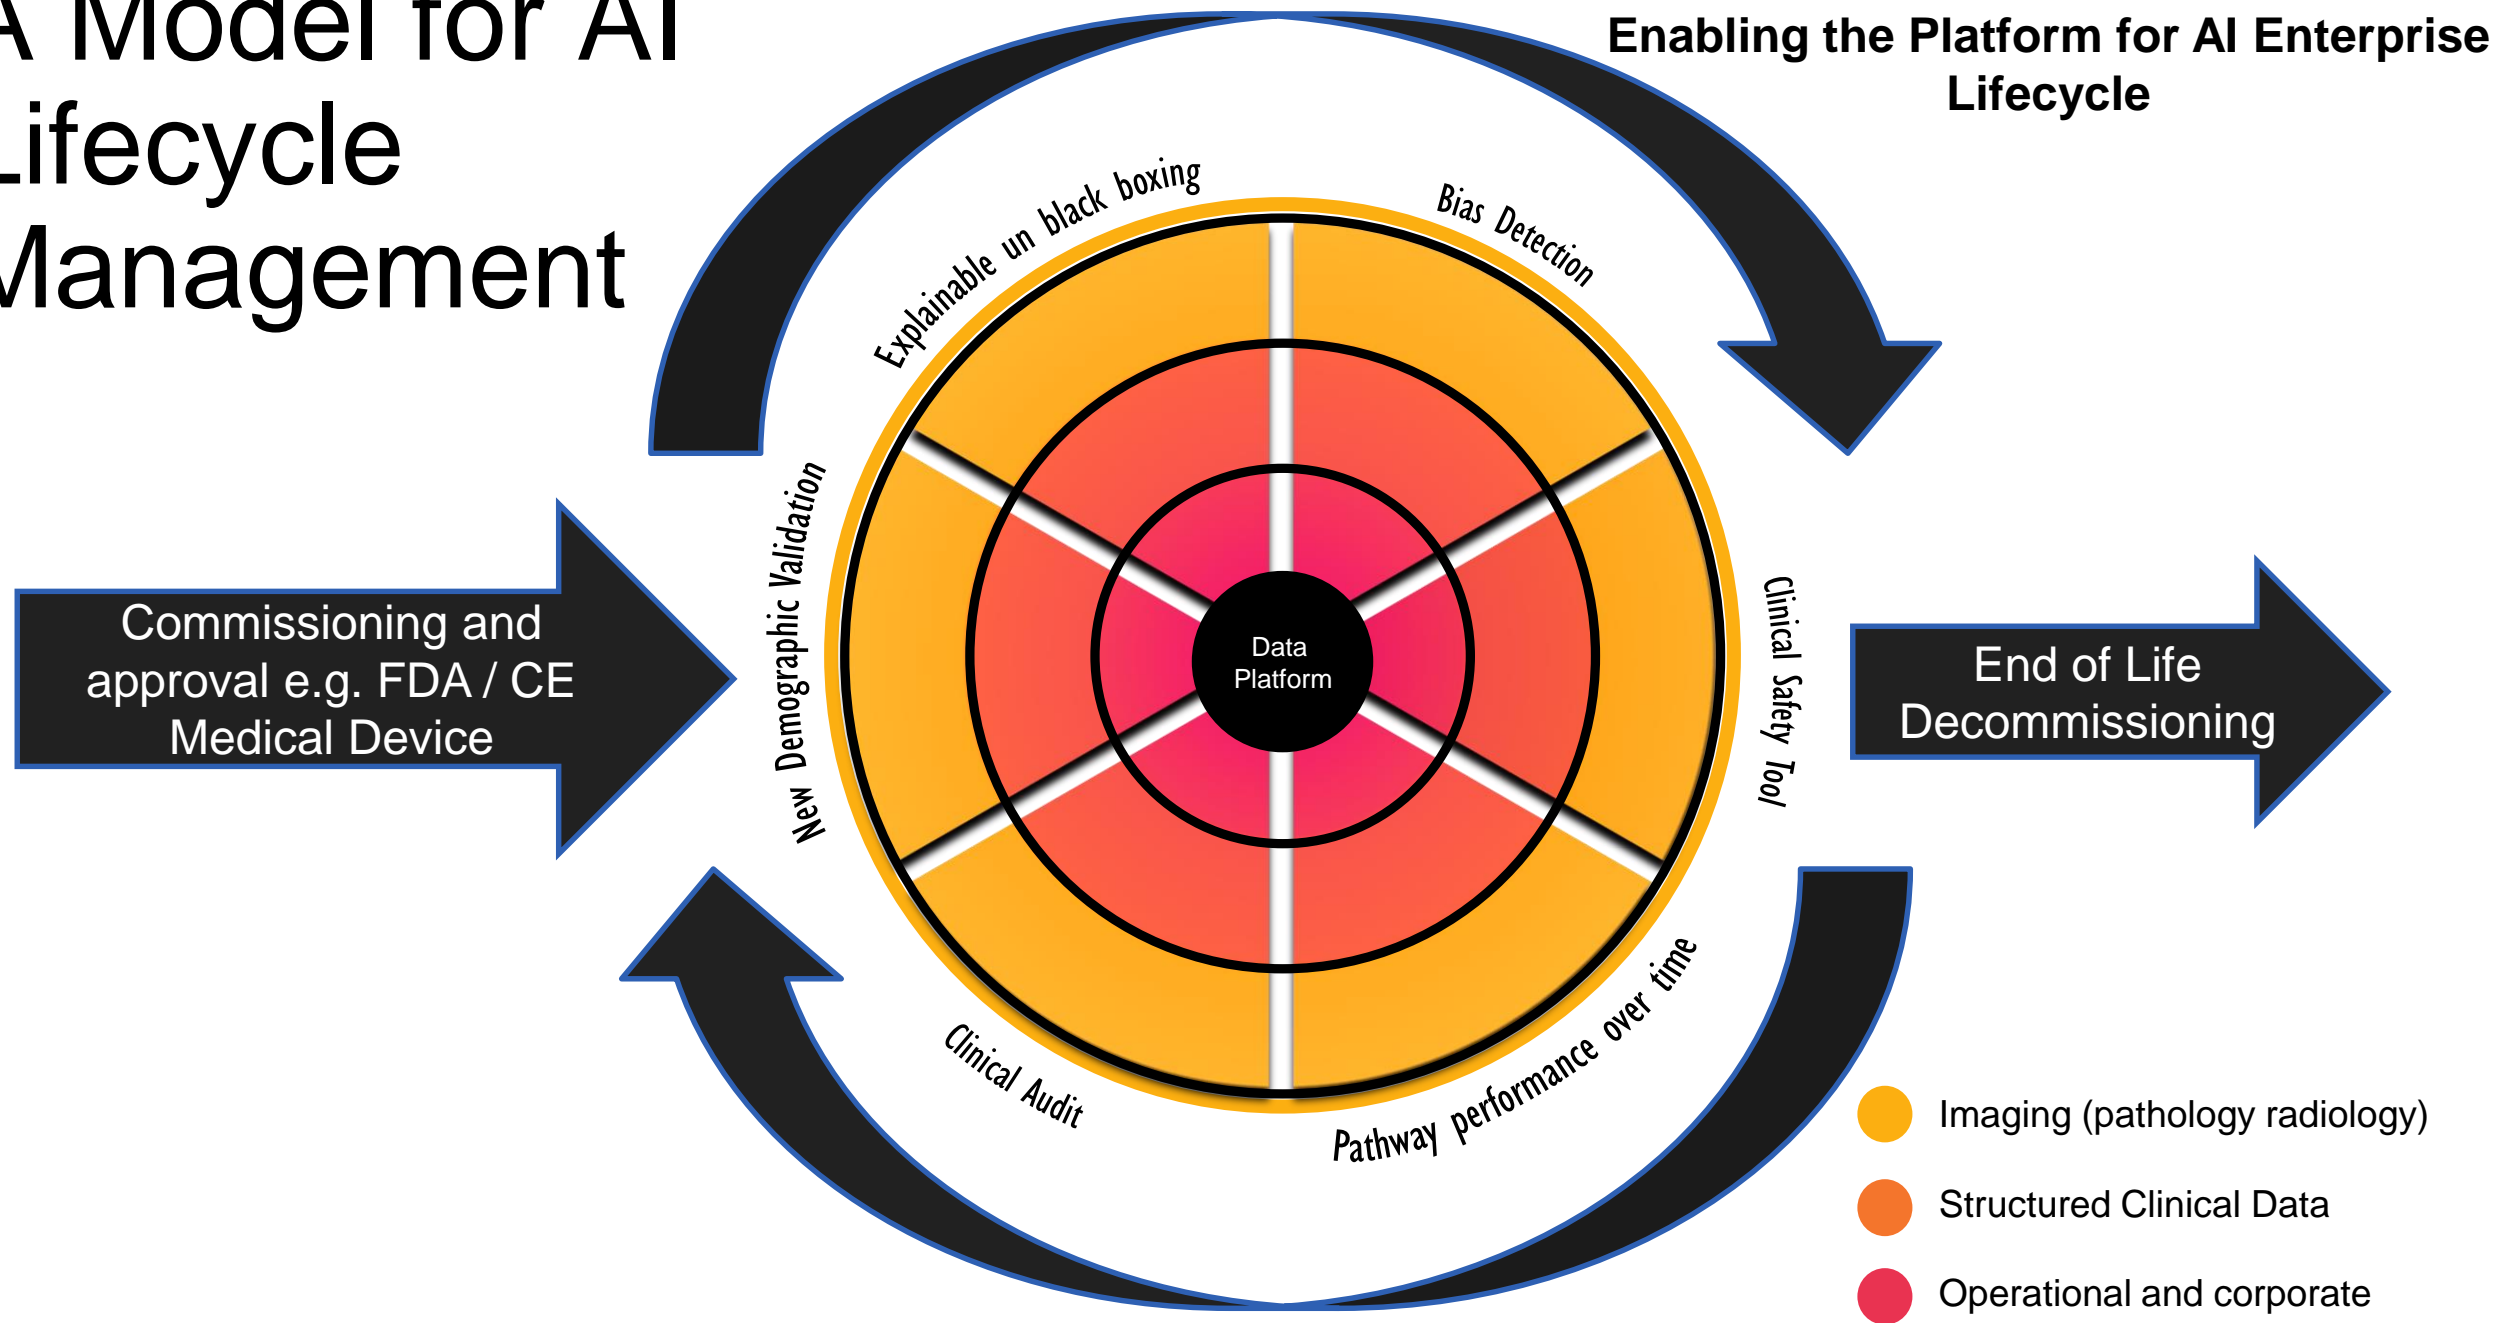 A Model for AI
Lifecycle
Management
Enabling the Platform for AI Enterprise
Lifecycle
Explainable un black boxing
Bias Detection
New Demographic Validation
Clinical Safety Tool
Commissioning and
approval e.g. FDA / CE
Medical Device
Data
Platform
End of Life
Decommissioning
Clinical Audit
Pathway performance over time
Imaging (pathology radiology)
Structured Clinical Data
Operational and corporate